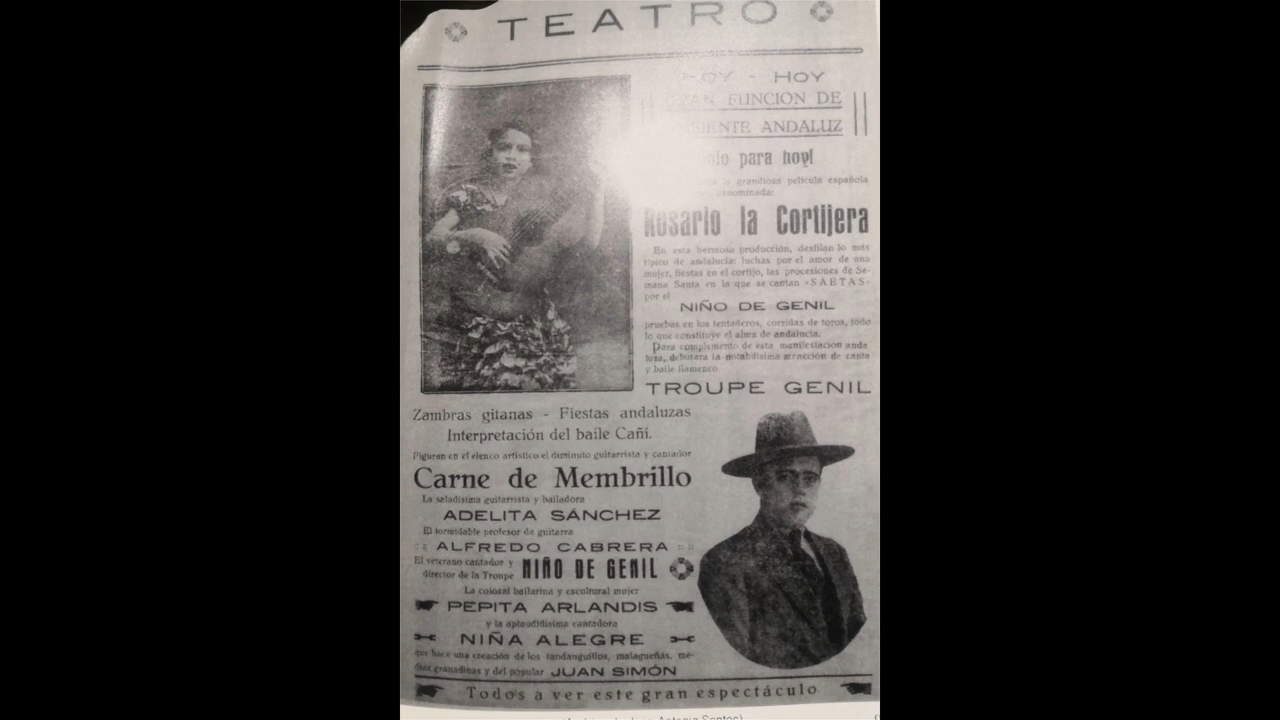 TEATRO
HOY - HOY
GRAN FUNCION DE
AMBIENTE ANDALUZ
para hoy!
la grandiosa película española
denominada:
Rosario la Cortijera
En esta hermosa producción, desfilan lo más
típico de andalucía: luchas por el amor de una
mujer, fiestas en el cortijo, las procesiones de Se-
mana Santa en la que se cantan «SAETAS»
por el
NIÑO DE GENIL
pruebas en los tentaderos, corridas de toros, todo
lo que constituye el alma de andalucía.
Para complemento de esta manifestación anda
luza, debutara la notabilísima atracción de canta
y baile flamenco
TROUPE GENIL
Zambras gitanas - Fiestas andaluzas
Interpretación del baile Cañí.
Figuran en el elenco artístico el diminuto guitarrista y cantador
Carne de Membrillo
La saladísima guitarrista y bailadora
ADELITA SÁNCHEZ
El formidable profesor de guitarra
ALFREDO CABRERA
El veterano cantador y
director de la Troupe NIÑO DE GENIL
La colosal bailarina y escultural mujer
PEPITA ARLANDIS
y la aplaudidísima cantadora
NIÑA ALEGRE
que hace una creación de los fandanguillos, malagueñas, me-
dias granadinas y del popular JUAN SIMÓN
Todos a ver este gran espectáculo
Antonio Santos)